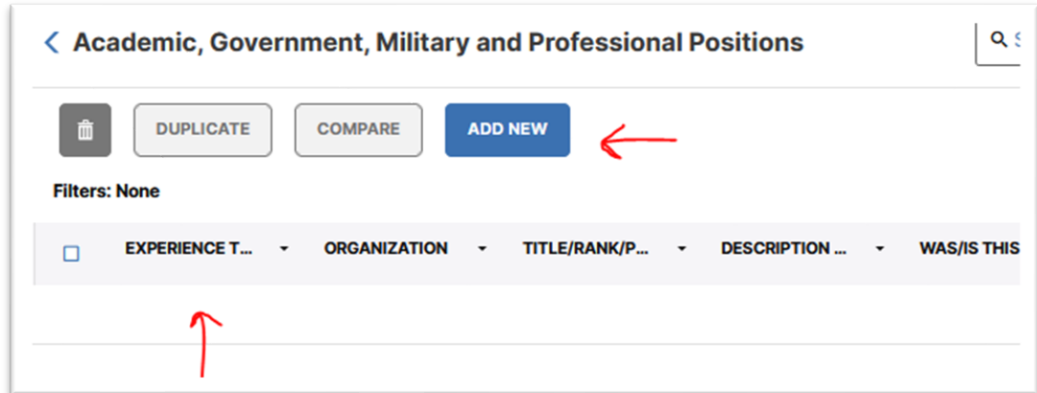 Academic, Government, Military and Professional Positions
DUPLICATE COMPARE ADD NEW
Filters: None
EXPERIENCE T... ORGANIZATION TITLE/RANK/P... DESCRIPTION ... WAS/IS THIS